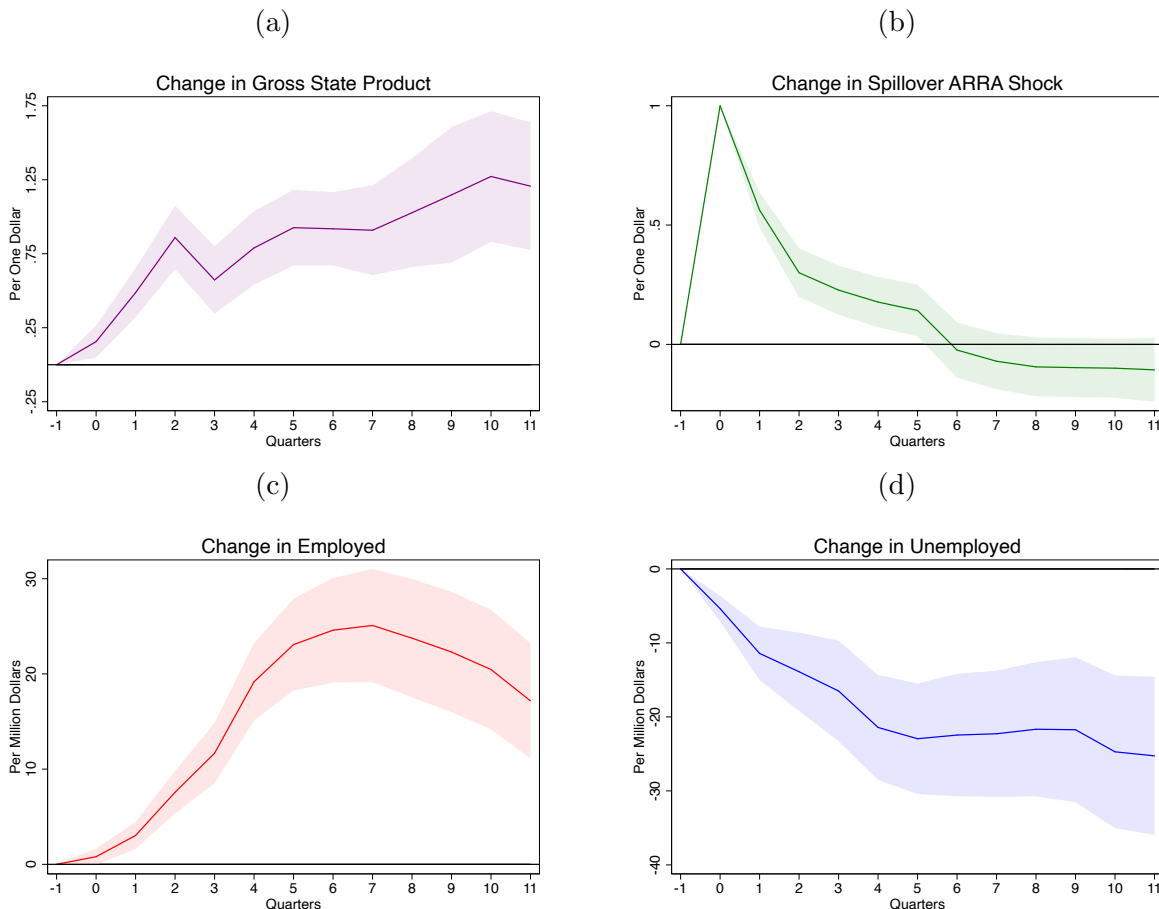 (a)
Change in Gross State Product
Per One Dollar
1.75
1.25
.75
.25
-.25
-1 0 1 2 3 4 5 6 7 8 9 10 11
Quarters
(b)
Change in Spillover ARRA Shock
Per One Dollar
1
.5
0
-1 0 1 2 3 4 5 6 7 8 9 10 11
Quarters
(c)
Change in Employed
Per Million Dollars
30
20
10
0
-1 0 1 2 3 4 5 6 7 8 9 10 11
Quarters
(d)
Change in Unemployed
Per Million Dollars
0
-10
-20
-30
-40
-1 0 1 2 3 4 5 6 7 8 9 10 11
Quarters